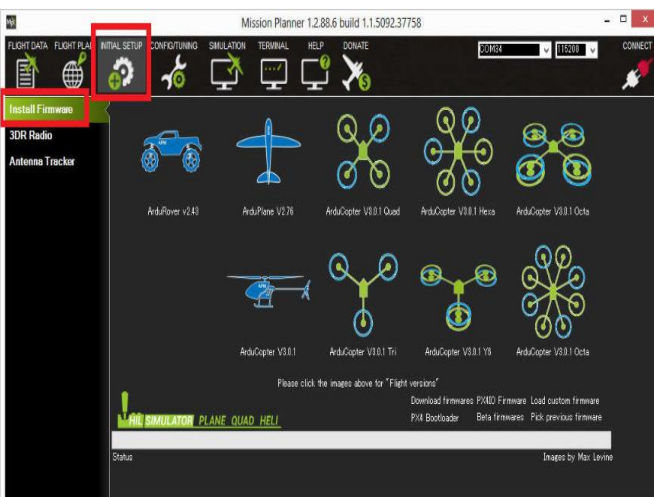 Mission Planner 1.2.88.6 build 1.1.5092.37758
FLIGHT DATA FLIGHT PLAN INITIAL SETUP CONFIG/TUNING SIMULATION TERMINAL HELP DONATE COM34 115200 CONNECT
Install Firmware
3DR Radio
Antenna Tracker
ArduRover v2.43 ArduPlane V2.76 ArduCopter V3.0.1 Quad ArduCopter V3.0.1 Hexa ArduCopter V3.0.1 Octa
ArduCopter V3.0.1 ArduCopter V3.0.1 Tri ArduCopter V3.0.1 Y6 ArduCopter V3.0.1 Octa
Please click the images above for "Flight versions"
Download firmwares PX4IO Firmware Load custom firmware
PX4 Bootloader Beta firmwares Pick previous firmware
HIL SIMULATOR PLANE QUAD HELI
Status Images by Max Levine